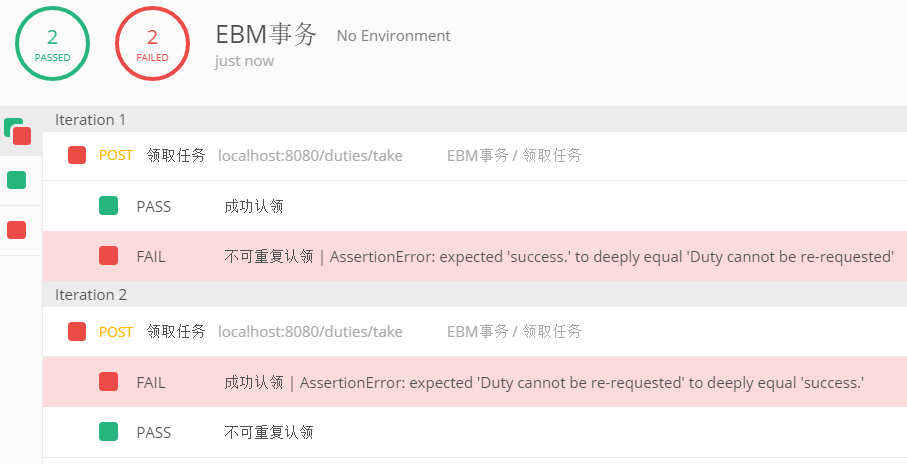 2
PASSED
2
FAILED
EBM事务 No Environment
just now
Iteration 1
POST 领取任务 localhost:8080/duties/take EBM事务 / 领取任务
PASS 成功认领
FAIL 不可重复认领 | AssertionError: expected 'success.' to deeply equal 'Duty cannot be re-requested'
Iteration 2
POST 领取任务 localhost:8080/duties/take EBM事务 / 领取任务
FAIL 成功认领 | AssertionError: expected 'Duty cannot be re-requested' to deeply equal 'success.'
PASS 不可重复认领